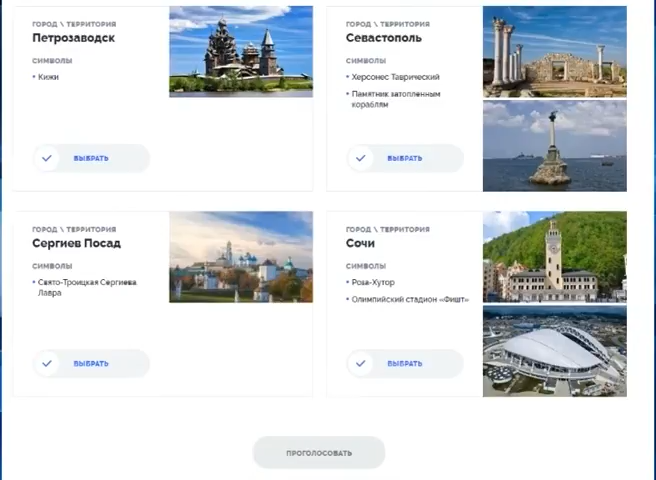 ГОРОД \ ТЕРРИТОРИЯ
Петрозаводск
СИМВОЛЫ
• Кижи
ВЫБРАТЬ
ГОРОД \ ТЕРРИТОРИЯ
Севастополь
СИМВОЛЫ
• Херсонес Таврический
• Памятник затопленным
кораблям
ВЫБРАТЬ
ГОРОД \ ТЕРРИТОРИЯ
Сергиев Посад
СИМВОЛЫ
• Свято-Троицкая Сергиева
Лавра
ВЫБРАТЬ
ГОРОД \ ТЕРРИТОРИЯ
Сочи
СИМВОЛЫ
• Роза-Хутор
• Олимпийский стадион «Фишт»
ВЫБРАТЬ
ПРОГОЛОСОВАТЬ